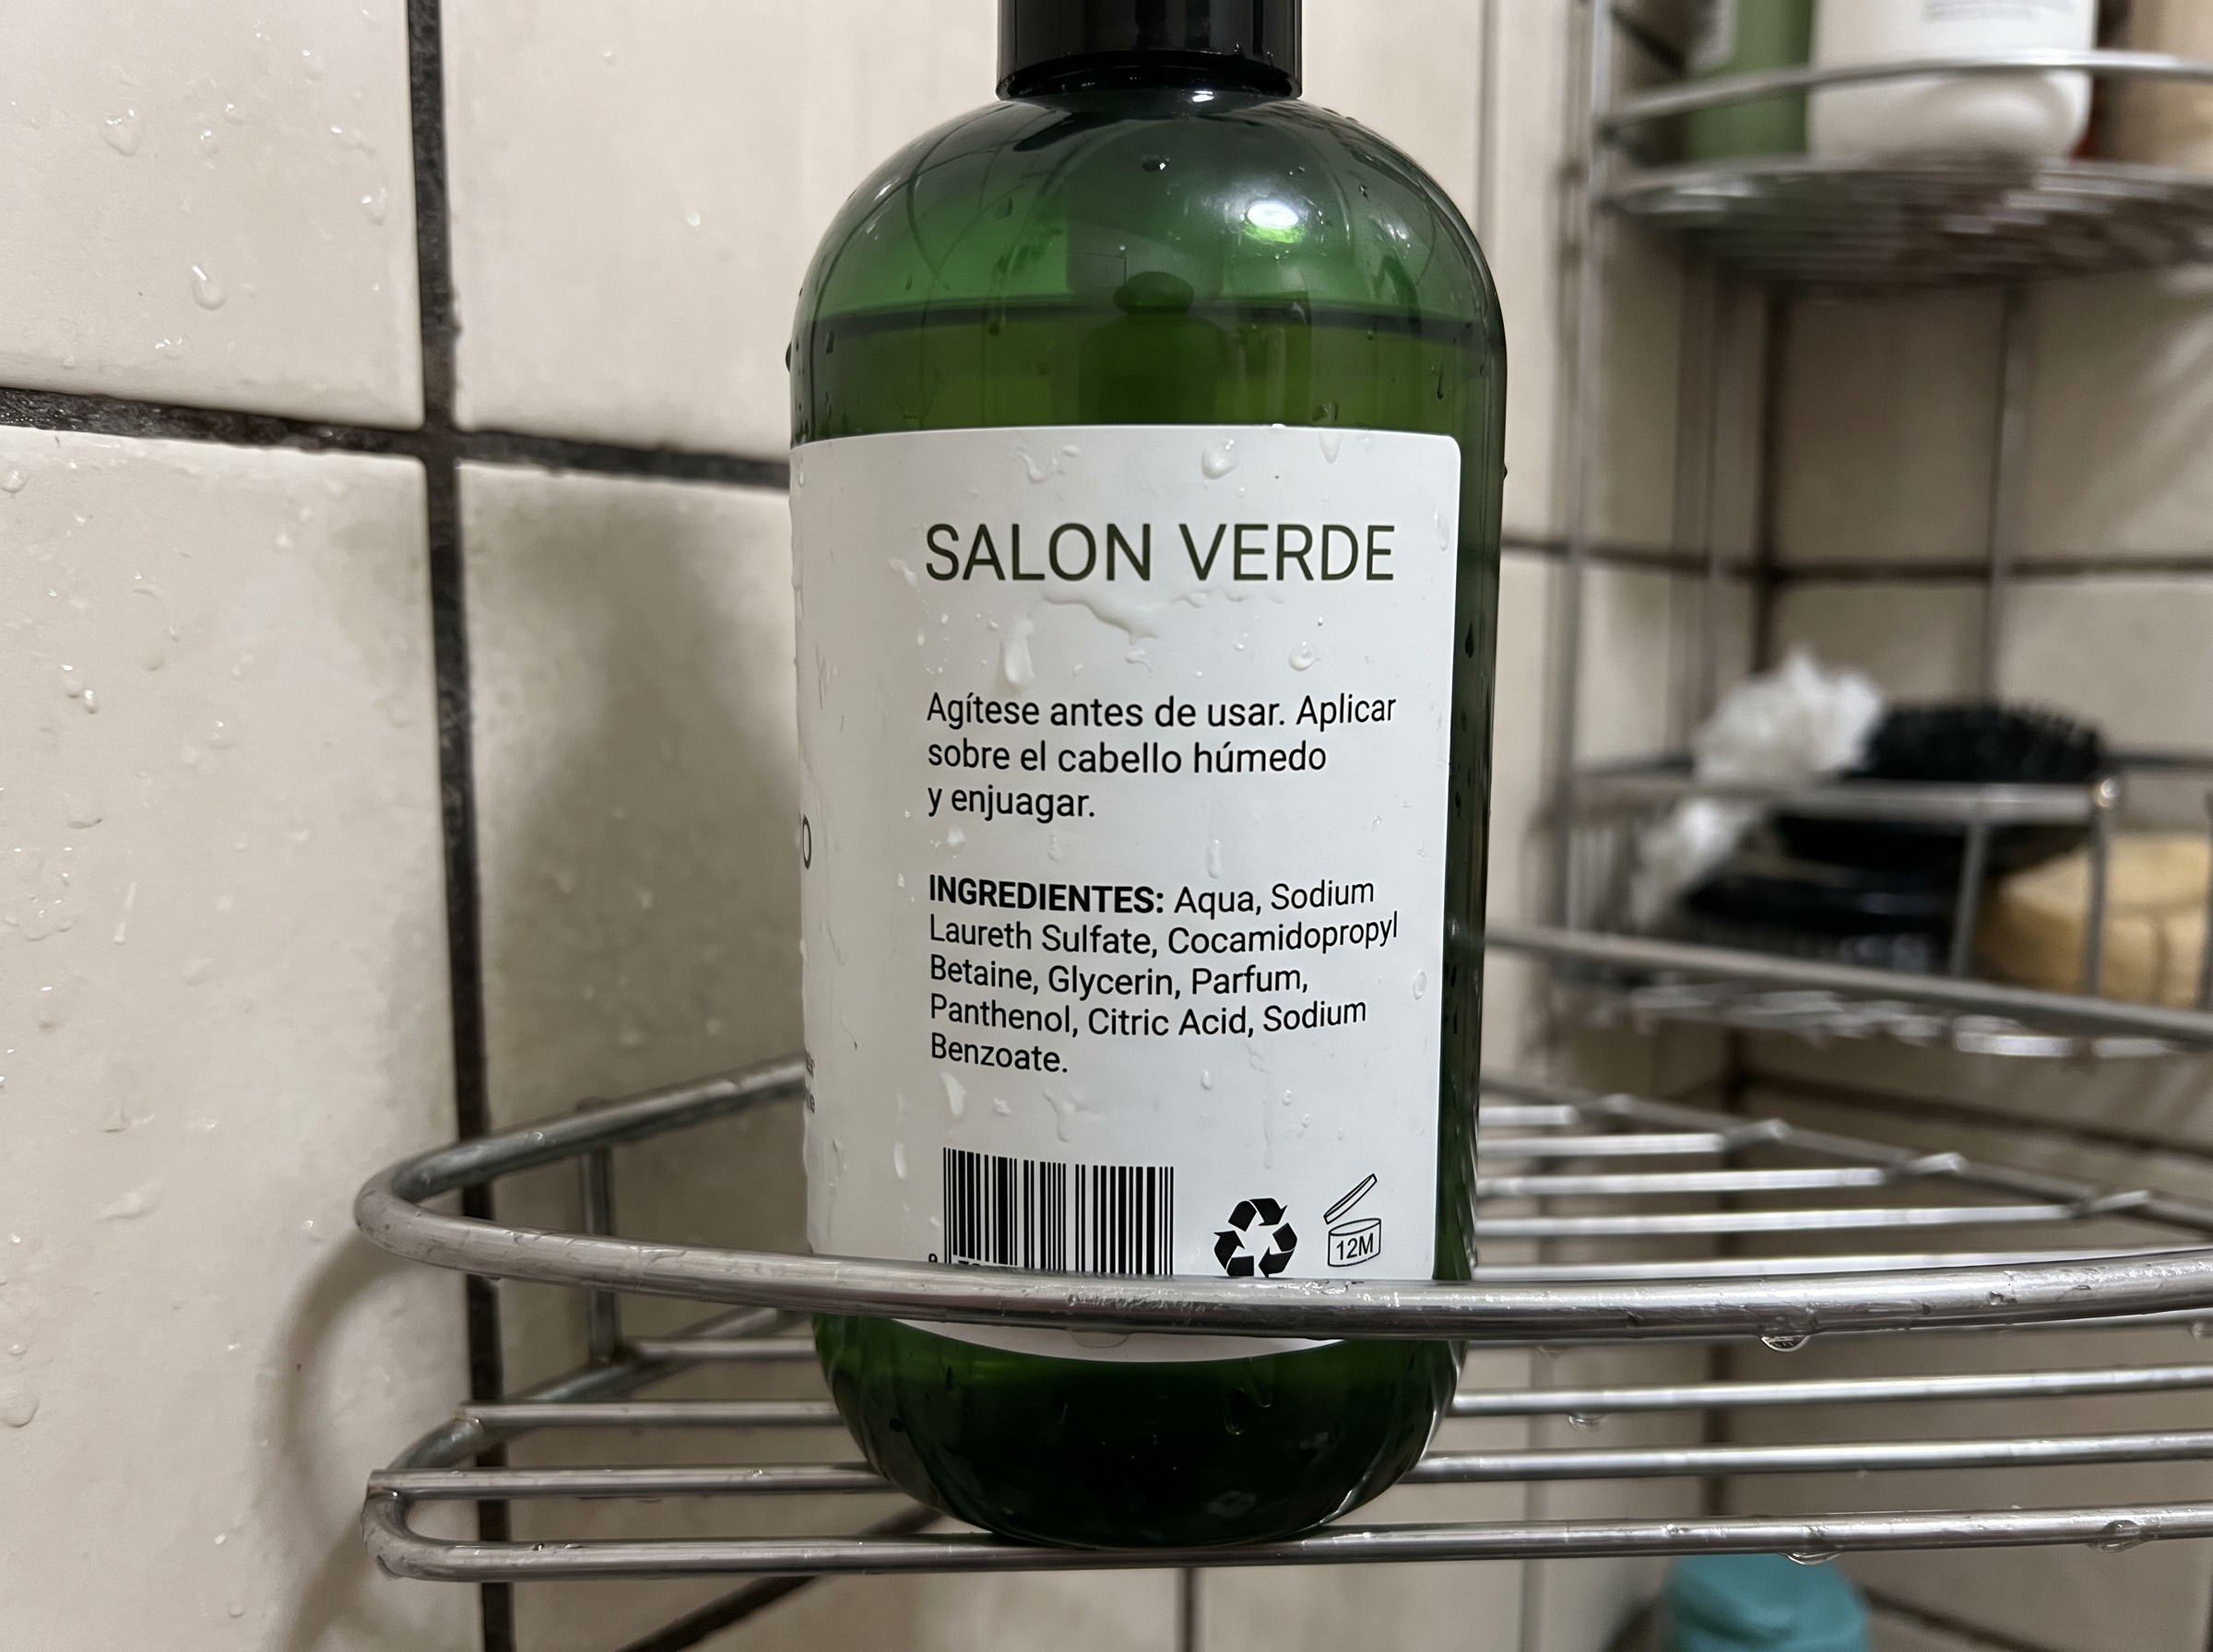 SALON VERDE
Agítese antes de usar. Aplicar
sobre el cabello húmedo
y enjuagar.
INGREDIENTES: Aqua, Sodium
Laureth Sulfate, Cocamidopropyl
Betaine, Glycerin, Parfum,
Panthenol, Citric Acid, Sodium
Benzoate.
12M